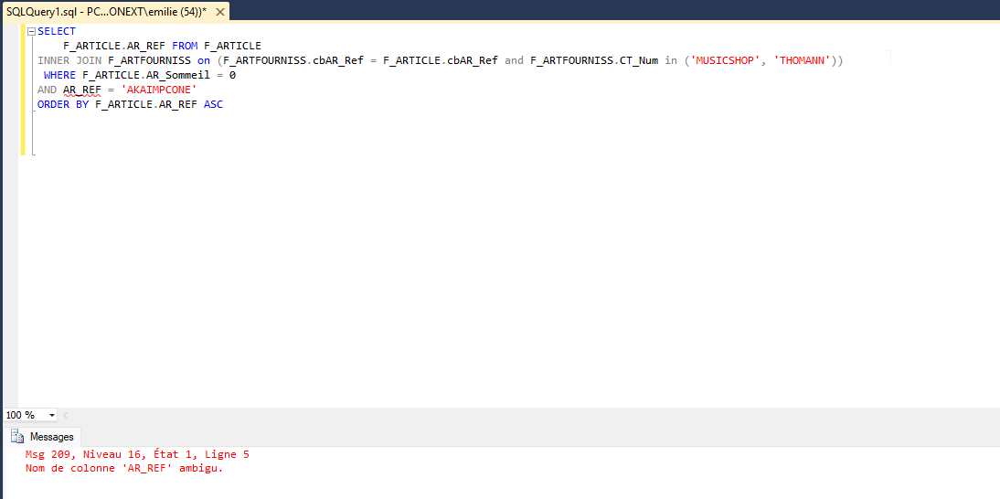 SQLQuery1.sql - PC...ONEXT\emilie (54))*
SELECT
F_ARTICLE.AR_REF FROM F_ARTICLE
INNER JOIN F_ARTFOURNISS on (F_ARTFOURNISS.cbAR_Ref = F_ARTICLE.cbAR_Ref and F_ARTFOURNISS.CT_Num in ('MUSICSHOP', 'THOMANN'))
WHERE F_ARTICLE.AR_Sommeil = 0
AND AR_REF = 'AKAIMPCONE'
ORDER BY F_ARTICLE.AR_REF ASC
100 %
Messages
Msg 209, Niveau 16, État 1, Ligne 5
Nom de colonne 'AR_REF' ambigu.